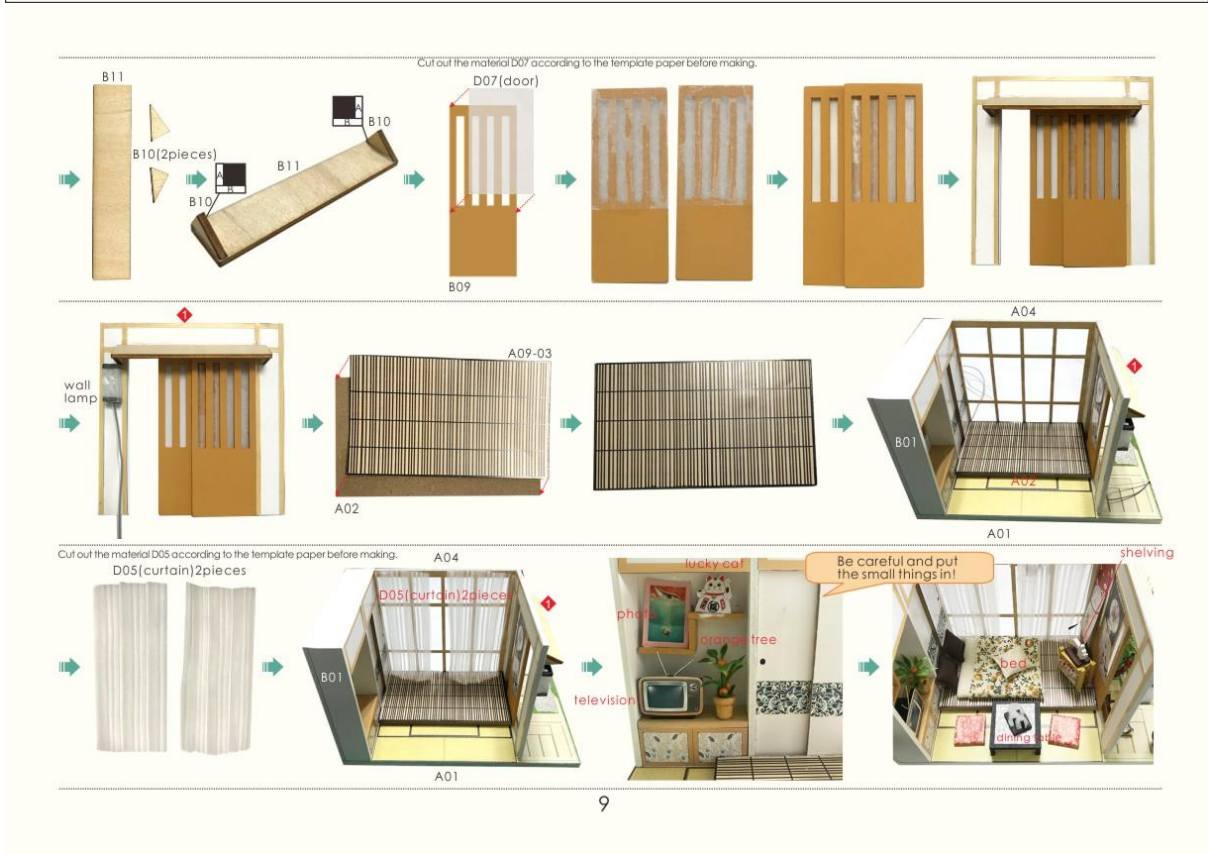 Cut out the material D07 according to the template paper before making.
B11
D07(door)
A
B
B10
B10(2pieces)
B11
A
B
B10
B09
1
A04
A09-03
1
wall
lamp
B01
A02
A02
A01
Cut out the material D05 according to the template paper before making.
D05(curtain)2pieces
A04
lucky cat
Be careful and put
the small things in!
shelving
D05(curtain)2pieces
1
photo
orange tree
B01
bed
television
dining table
A01
9